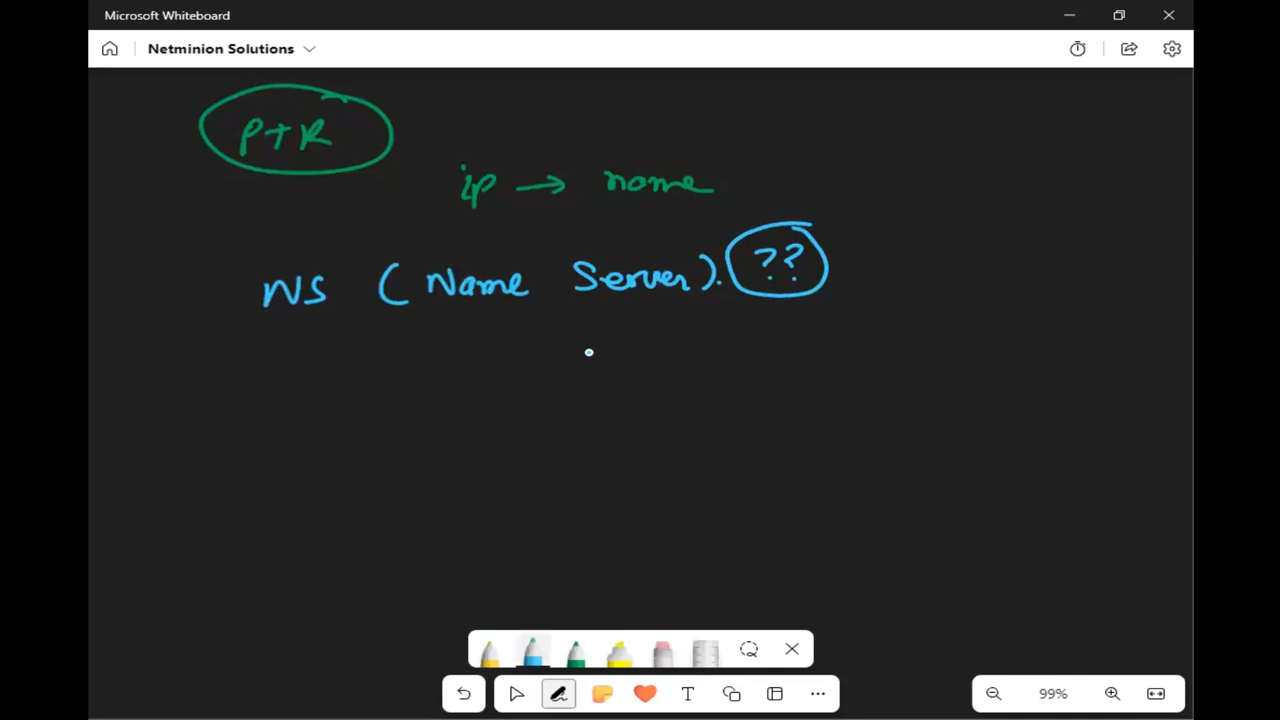 Microsoft Whiteboard
Netminion Solutions
PTR
ip → name
NS (Name Server). ??
99%